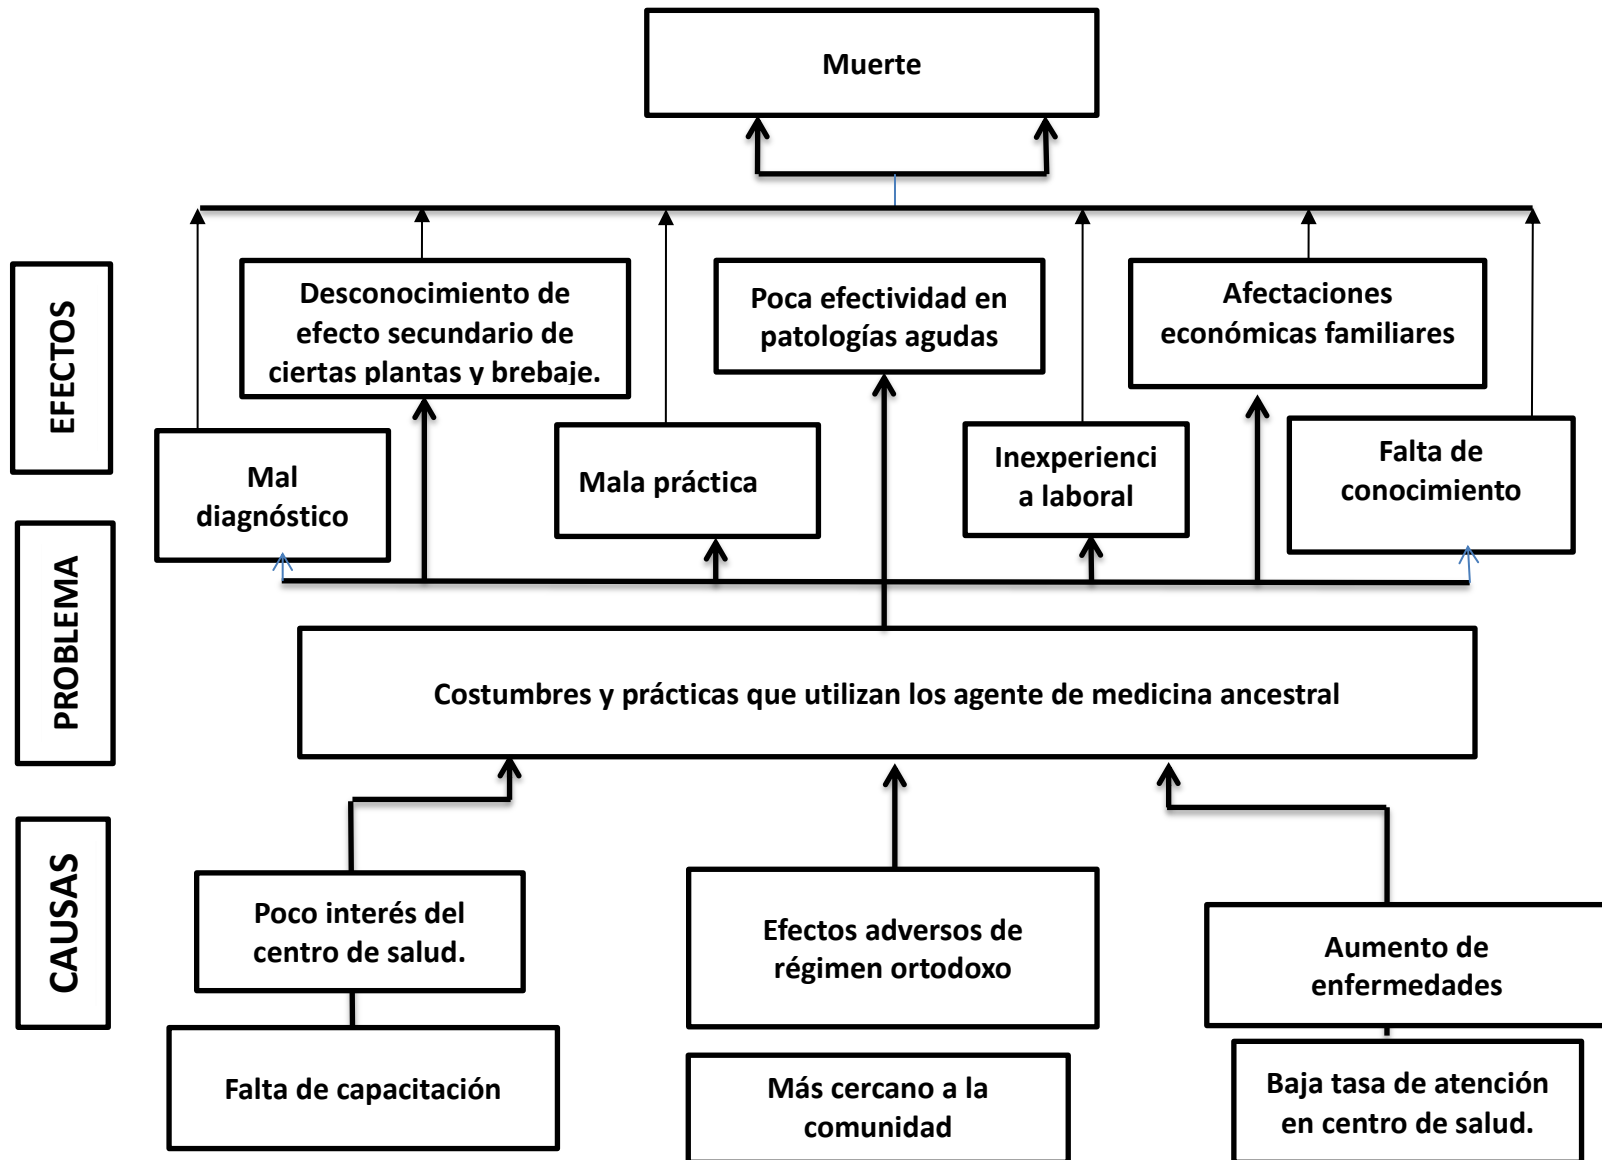 Muerte
EFECTOS
Desconocimiento de
efecto secundario de
ciertas plantas y brebaje.
Poca efectividad en
patologías agudas
Afectaciones
económicas familiares
Mal
diagnóstico
Mala práctica
Inexperienci
a laboral
Falta de
conocimiento
PROBLEMA
Costumbres y prácticas que utilizan los agente de medicina ancestral
CAUSAS
Poco interés del
centro de salud.
Efectos adversos de
régimen ortodoxo
Aumento de
enfermedades
Falta de capacitación
Más cercano a la
comunidad
Baja tasa de atención
en centro de salud.